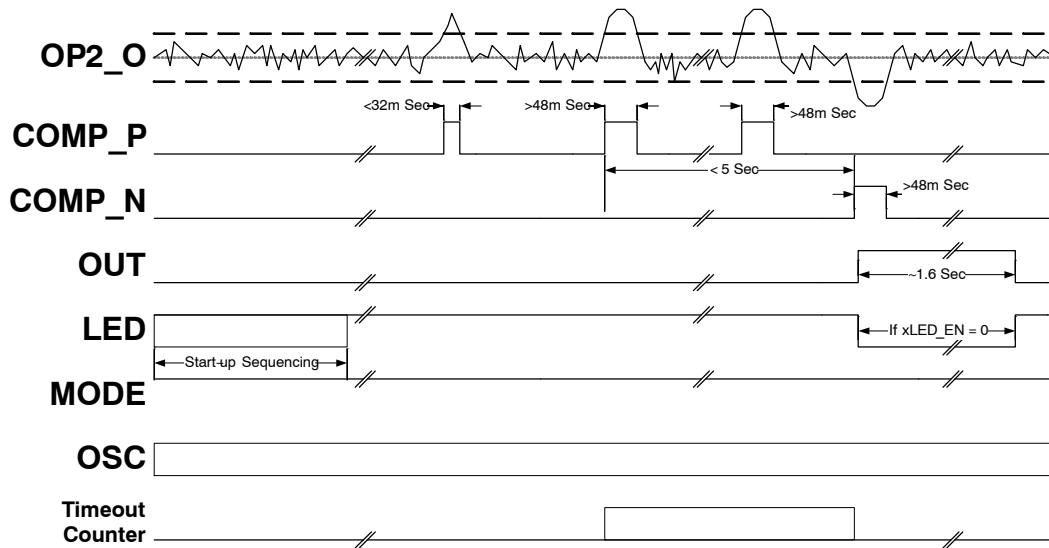 OP2_O
<32m Sec
>48m Sec
>48m Sec
COMP_P
< 5 Sec
COMP_N
>48m Sec
OUT
~1.6 Sec
LED
If xLED_EN = 0
Start-up Sequencing
MODE
OSC
Timeout
Counter